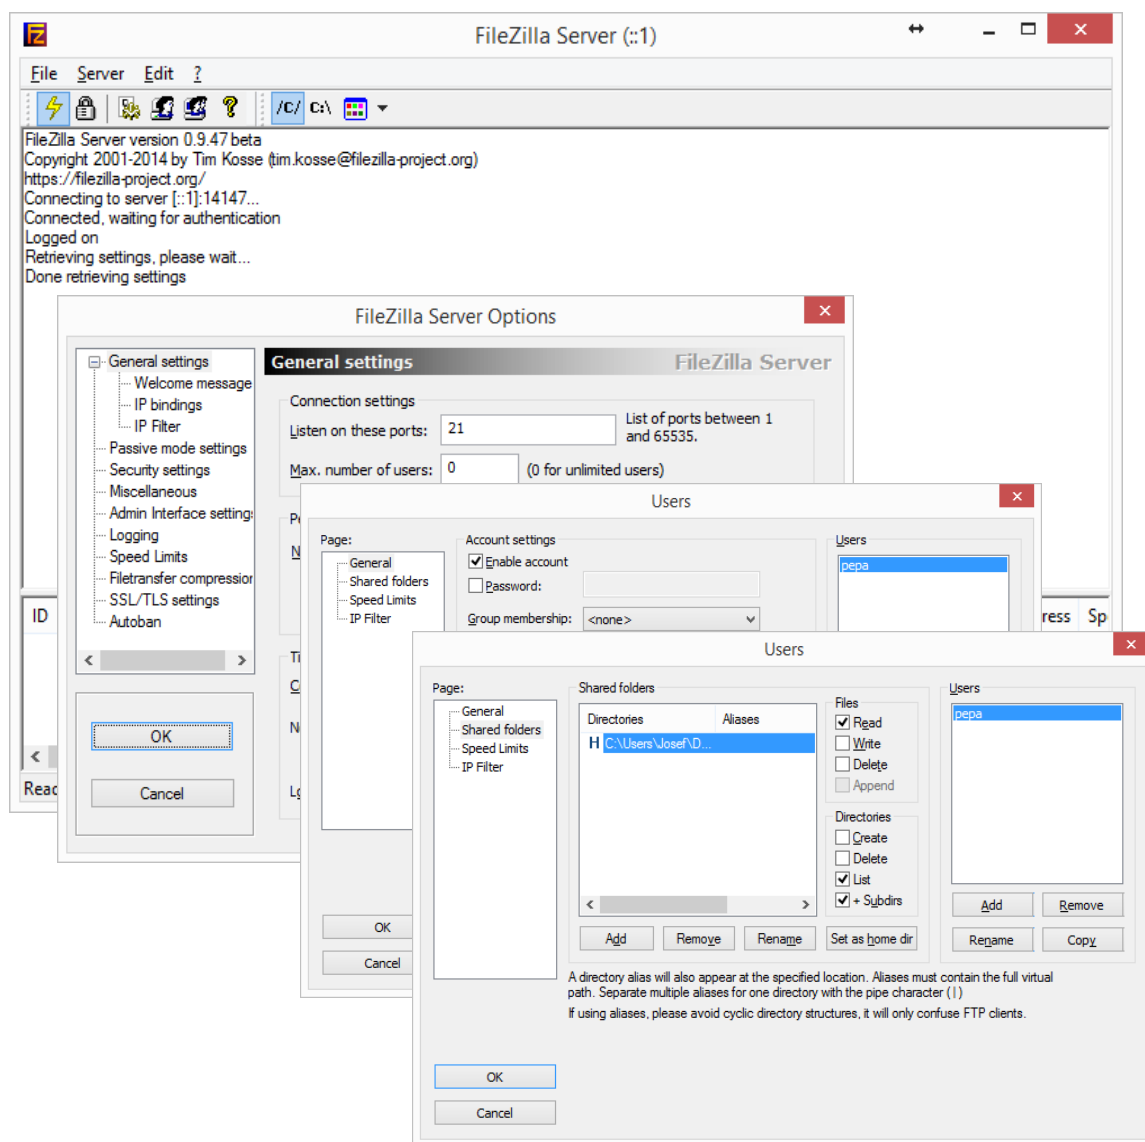 FileZilla Server (::1)
File Server Edit ?
/C/ C:\
FileZilla Server version 0.9.47 beta
Copyright 2001-2014 by Tim Kosse (tim.kosse@filezilla-project.org)
https://filezilla-project.org/
Connecting to server [::1]:14147...
Connected, waiting for authentication
Logged on
Retrieving settings, please wait...
Done retrieving settings
ID
ress Sp
Read
FileZilla Server Options
General settings
Welcome message
IP bindings
IP Filter
Passive mode settings
Security settings
Miscellaneous
Admin Interface setting
Logging
Speed Limits
Filetransfer compression
SSL/TLS settings
Autoban
OK
Cancel
General settings FileZilla Server
Connection settings
Listen on these ports: 21 List of ports between 1
and 65535.
Max. number of users: 0 (0 for unlimited users)
Users
Page:
General
Shared folders
Speed Limits
IP Filter
OK
Cancel
Account settings
Enable account
Password:
Group membership: <none>
Users
pepa
Users
Page:
General
Shared folders
Speed Limits
IP Filter
Shared folders
Directories Aliases
H C:\Users\Josef\D...
Add Remove Rename Set as home dir
Files
Read
Write
Delete
Append
Directories
Create
Delete
List
+ Subdirs
Users
pepa
Add Remove
Rename Copy
A directory alias will also appear at the specified location. Aliases must contain the full virtual
path. Separate multiple aliases for one directory with the pipe character ( | )
If using aliases, please avoid cyclic directory structures, it will only confuse FTP clients.
OK
Cancel